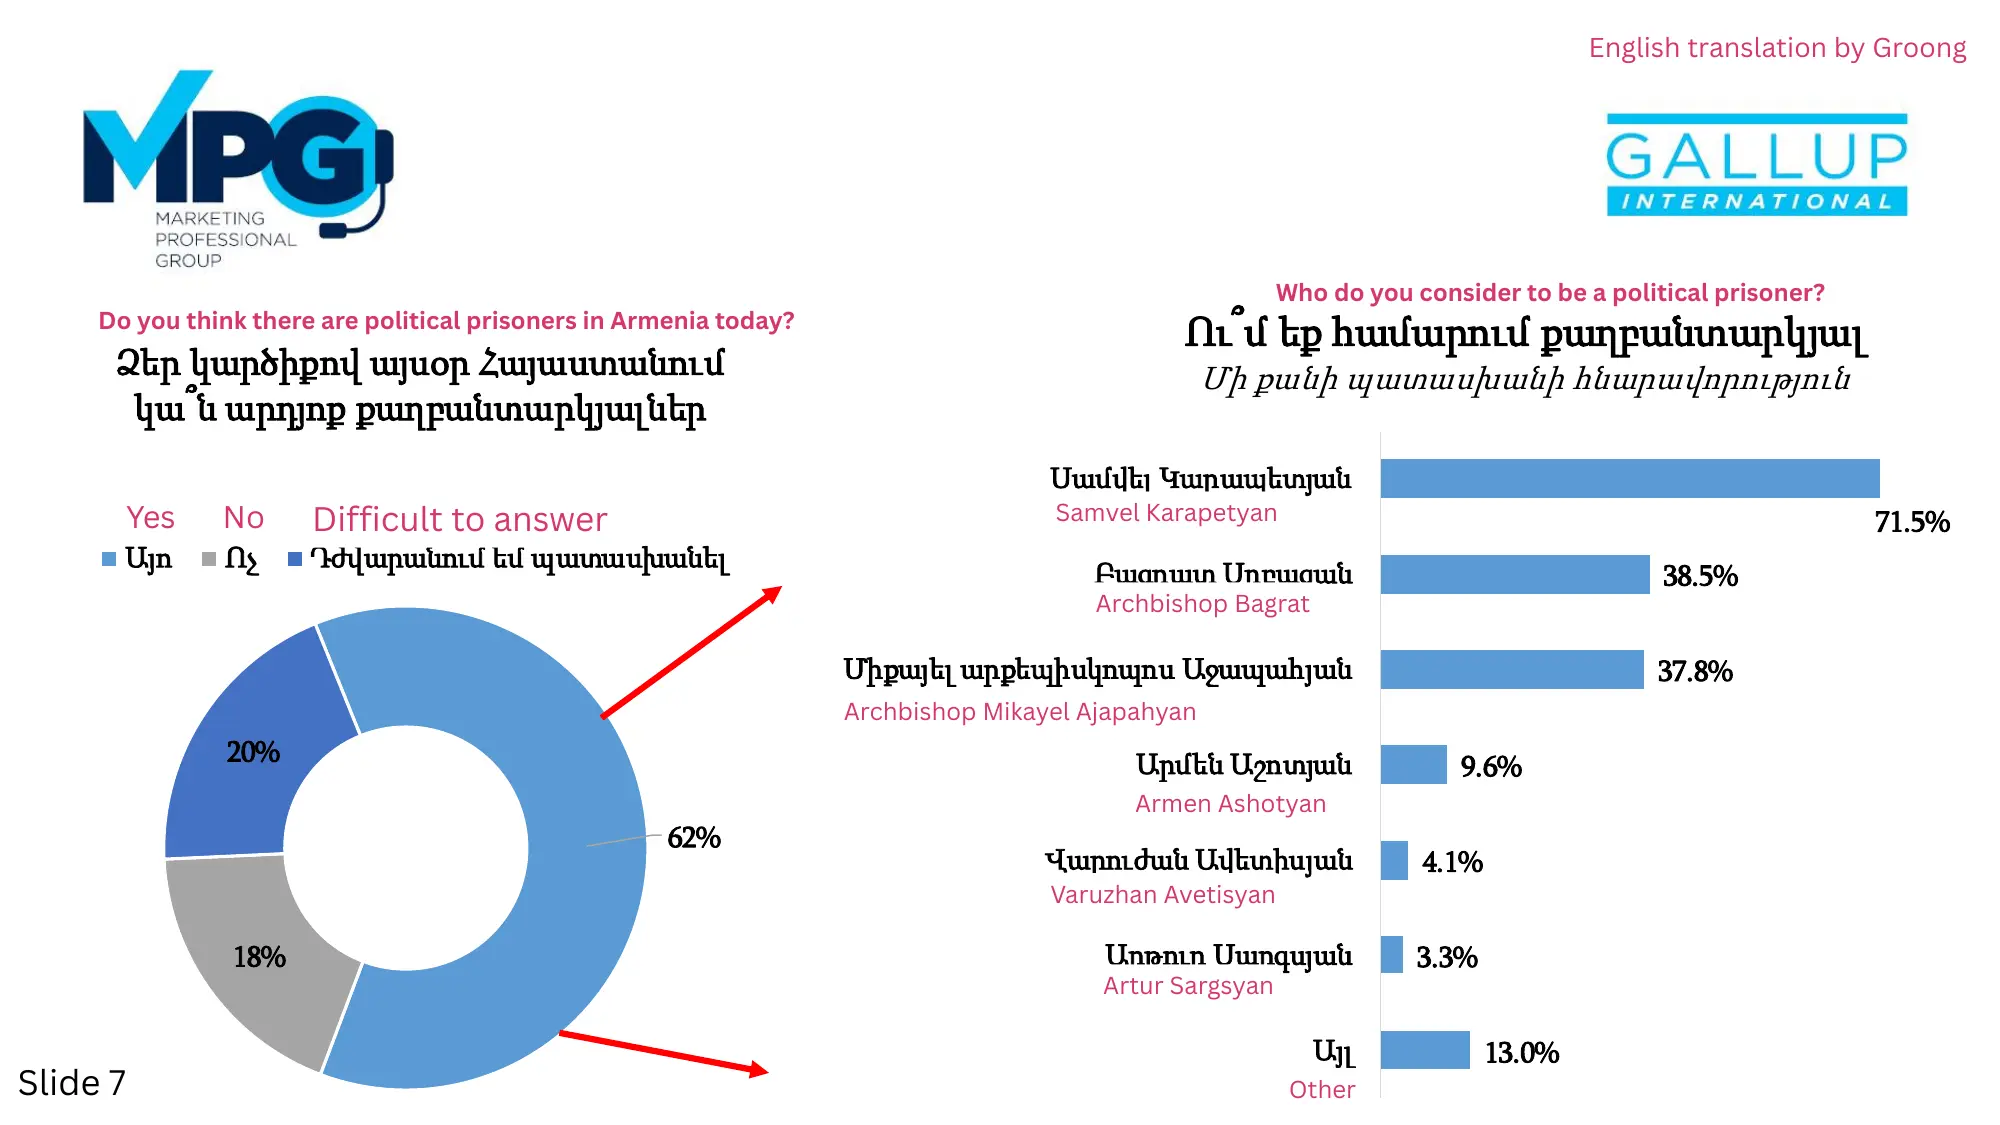 English translation by Groong
MPG
MARKETING
PROFESSIONAL
GROUP
GALLUP
INTERNATIONAL
Do you think there are political prisoners in Armenia today?
Ձեր կարծիքով այսօր Հայաստանում
կա՞ն արդյոք քաղբանտարկյալներ
Yes No Difficult to answer
Այո Ոչ Դժվարանում եմ պատասխանել
20%
62%
18%
Who do you consider to be a political prisoner?
Ու՞մ եք համարում քաղբանտարկյալ
Մի քանի պատասխանի հնարավորություն
Սամվել Կարապետյան
Samvel Karapetyan
71.5%
Բագրատ Սրբազան
38.5%
Archbishop Bagrat
Միքայել արքեպիսկոպոս Աջապահյան
37.8%
Archbishop Mikayel Ajapahyan
Արմեն Աշոտյան
9.6%
Armen Ashotyan
Վարուժան Ավետիսյան
4.1%
Varuzhan Avetisyan
Արթուր Սարգսյան
3.3%
Artur Sargsyan
Այլ
13.0%
Other
Slide 7